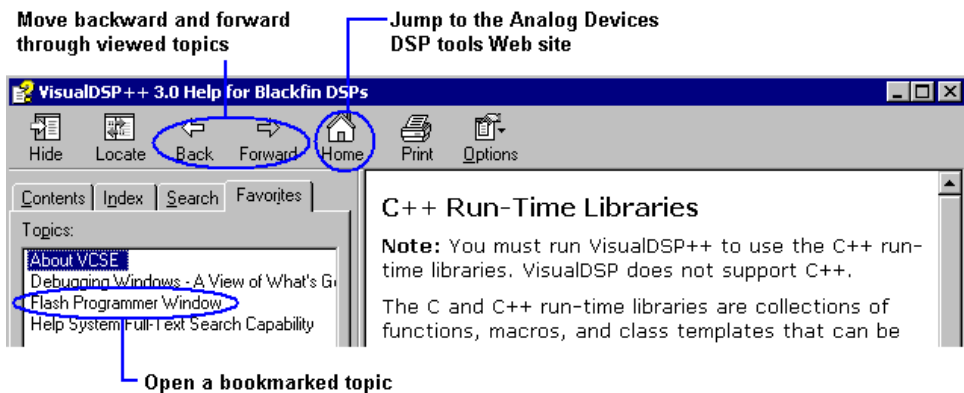 Move backward and forward
through viewed topics
Jump to the Analog Devices
DSP tools Web site
VisualDSP++ 3.0 Help for Blackfin DSPs
Hide Locate Back Forward Home Print Options
Contents Index Search Favorites
Topics:
About VCSE
Debugging Windows - A View of What's G
Flash Programmer Window
Help System Full-Text Search Capability
C++ Run-Time Libraries
Note: You must run VisualDSP++ to use the C++ run-
time libraries. VisualDSP does not support C++.
The C and C++ run-time libraries are collections of
functions, macros, and class templates that can be
Open a bookmarked topic